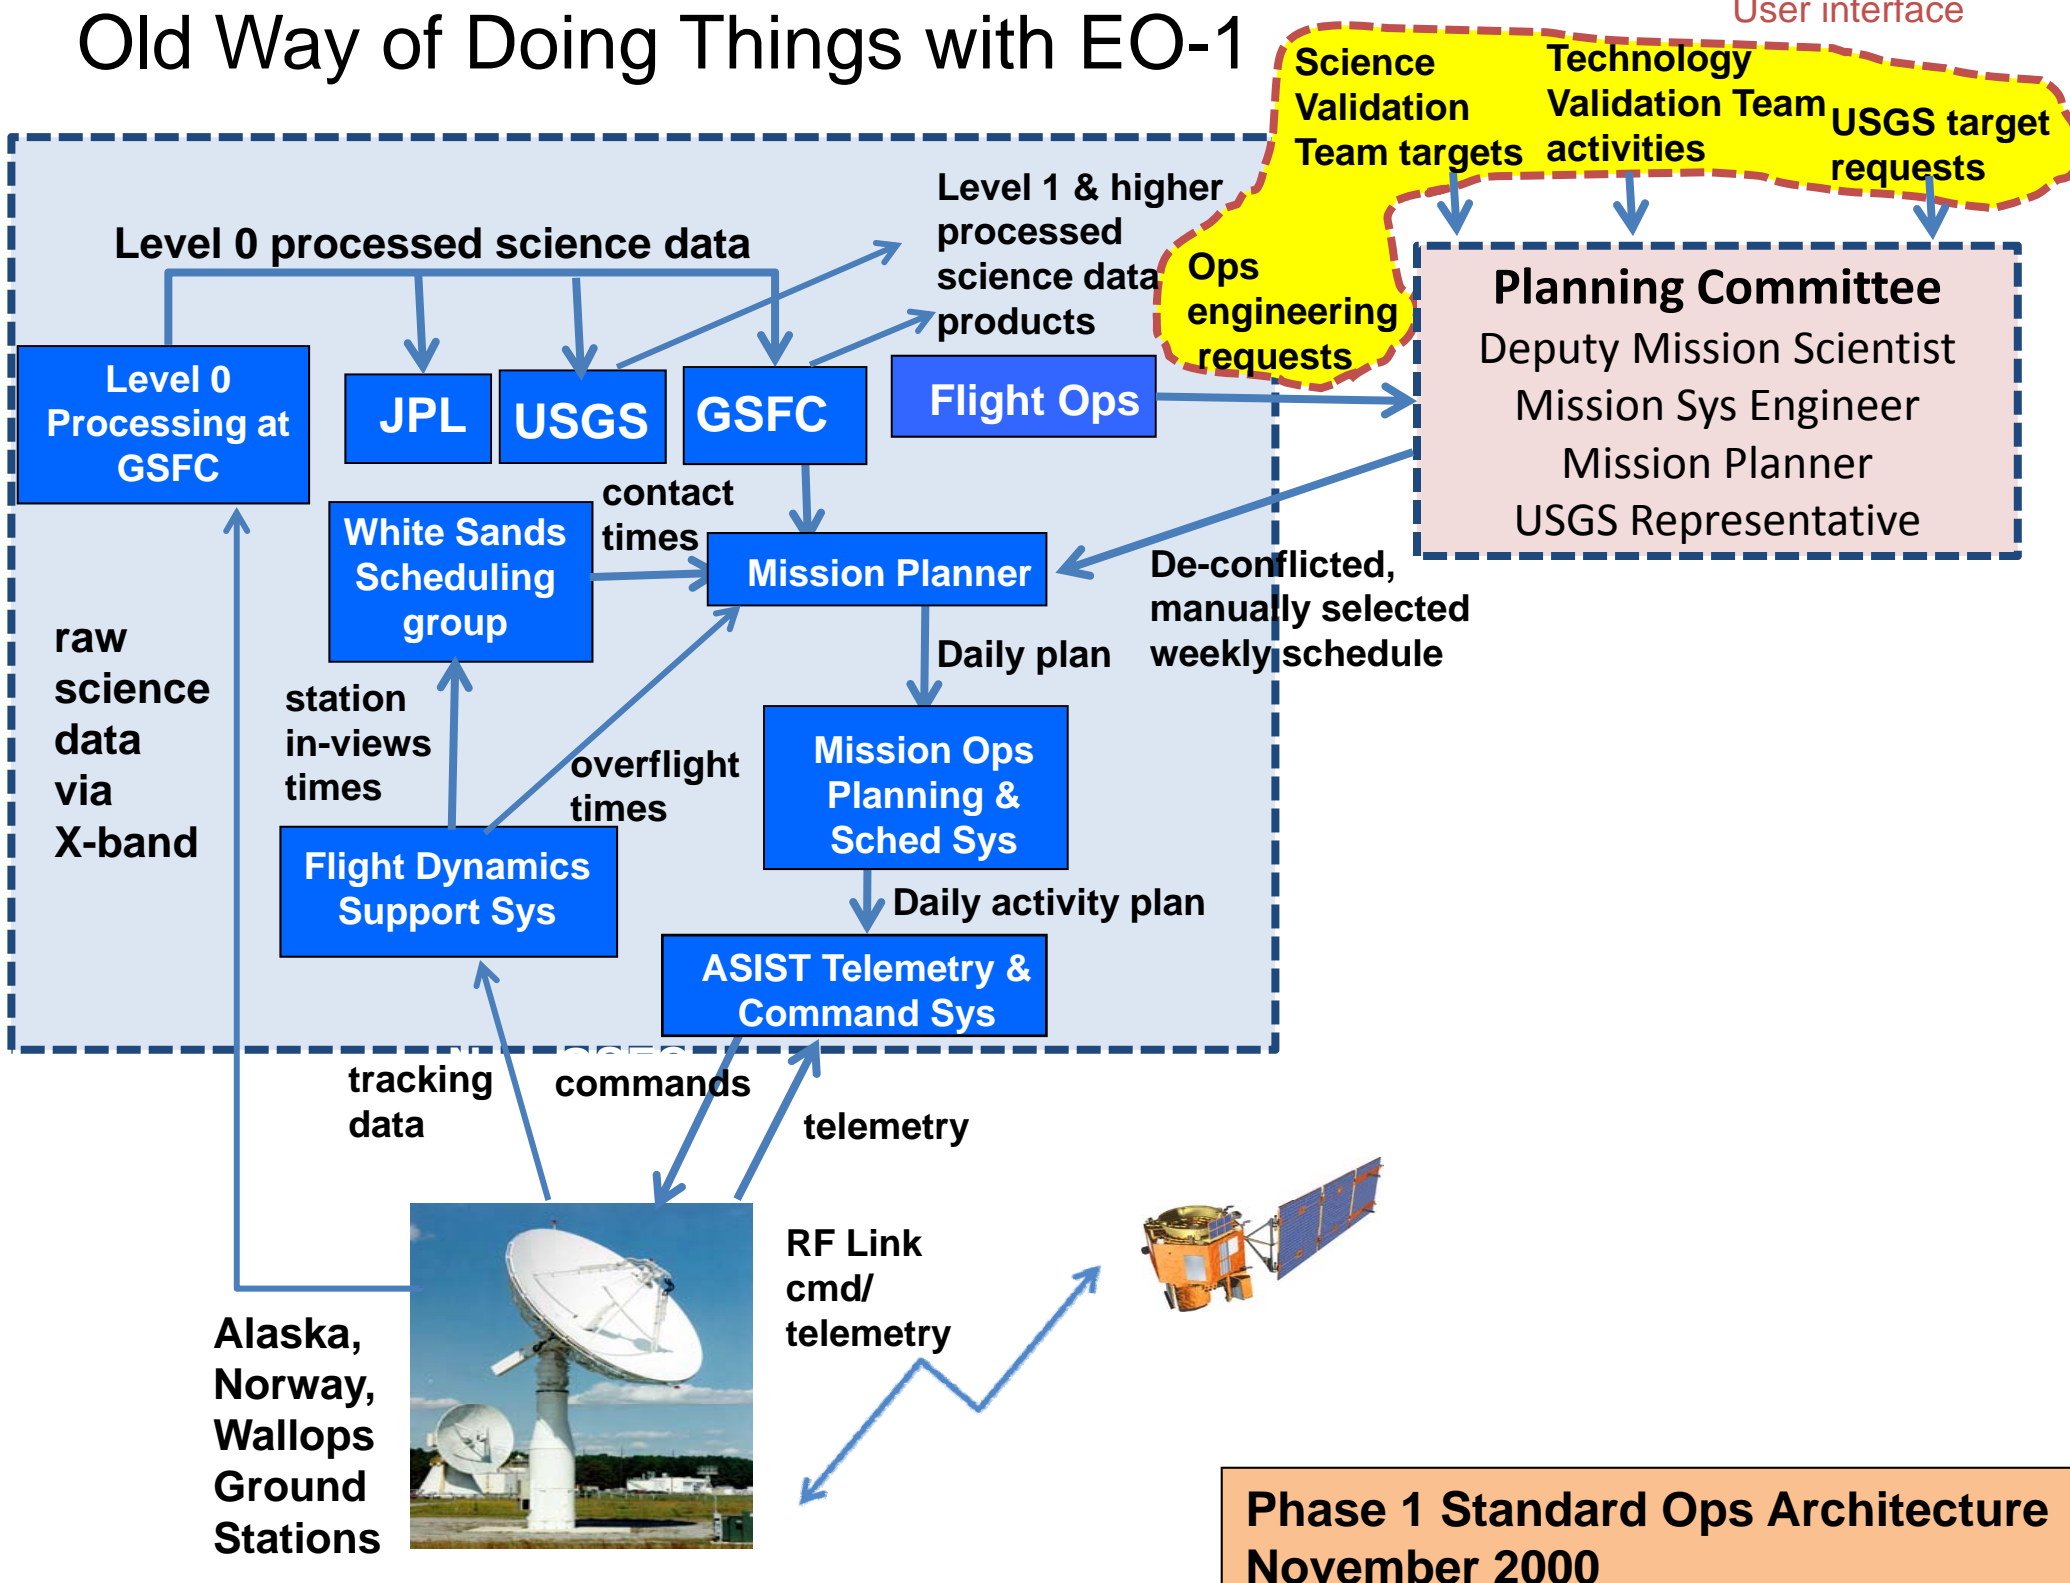 Old Way of Doing Things with EO-1
User interface
Science
Validation
Team targets
Technology
Validation Team
activities
USGS target
requests
Level 1 & higher
processed
science data
products
Ops
engineering
requests
Level 0 processed science data
Planning Committee
Deputy Mission Scientist
Mission Sys Engineer
Mission Planner
USGS Representative
Level 0
Processing at
GSFC
JPL
USGS
GSFC
Flight Ops
contact
times
White Sands
Scheduling
group
Mission Planner
De-conflicted,
manually selected
weekly schedule
raw
science
data
via
X-band
station
in-views
times
overflight
times
Daily plan
Mission Ops
Planning &
Sched Sys
Flight Dynamics
Support Sys
Daily activity plan
ASIST Telemetry &
Command Sys
tracking
data
commands
telemetry
RF Link
cmd/
telemetry
Alaska,
Norway,
Wallops
Ground
Stations
Phase 1 Standard Ops Architecture
November 2000